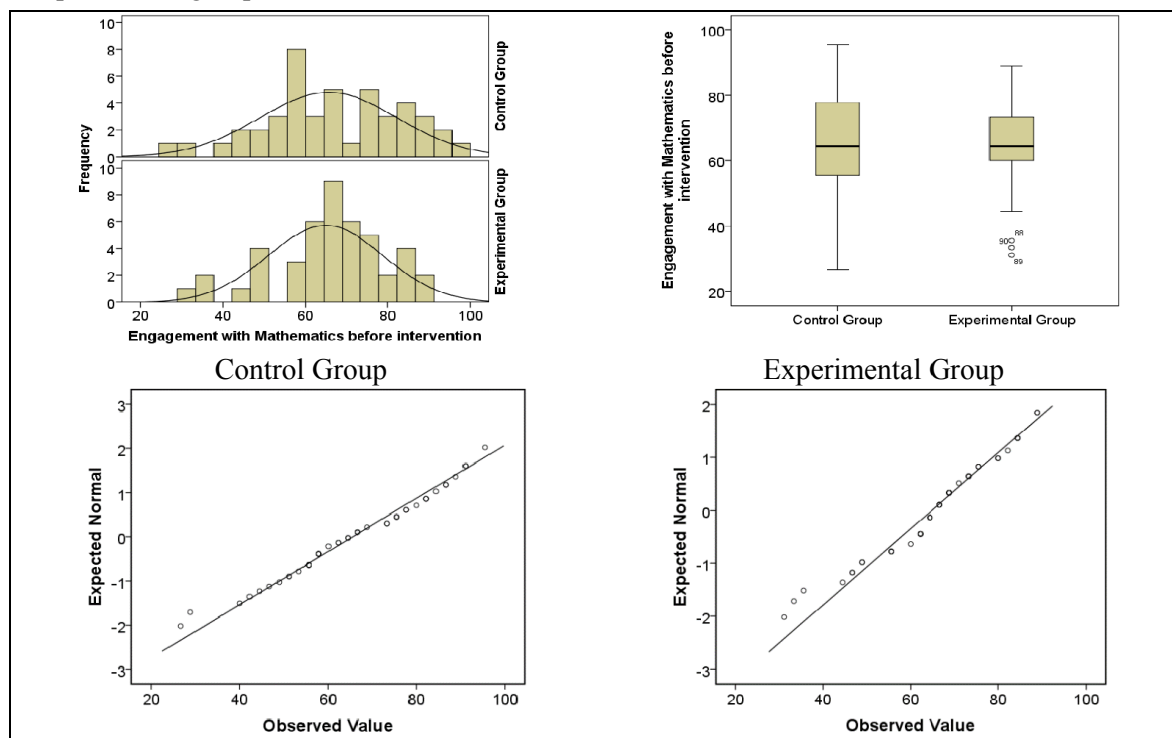 10
8
6
4
2
0
Control Group
Frequency
10
8
6
4
2
0
Experimental Group
20 40 60 80 100
Engagement with Mathematics before intervention
Engagement with Mathematics before
intervention
100
80
60
40
20
90
89
Control Group Experimental Group
Control Group
Experimental Group
Expected Normal
3
2
1
0
-1
-2
-3
20 40 60 80 100
Observed Value
Expected Normal
2
1
0
-1
-2
-3
20 40 60 80 100
Observed Value